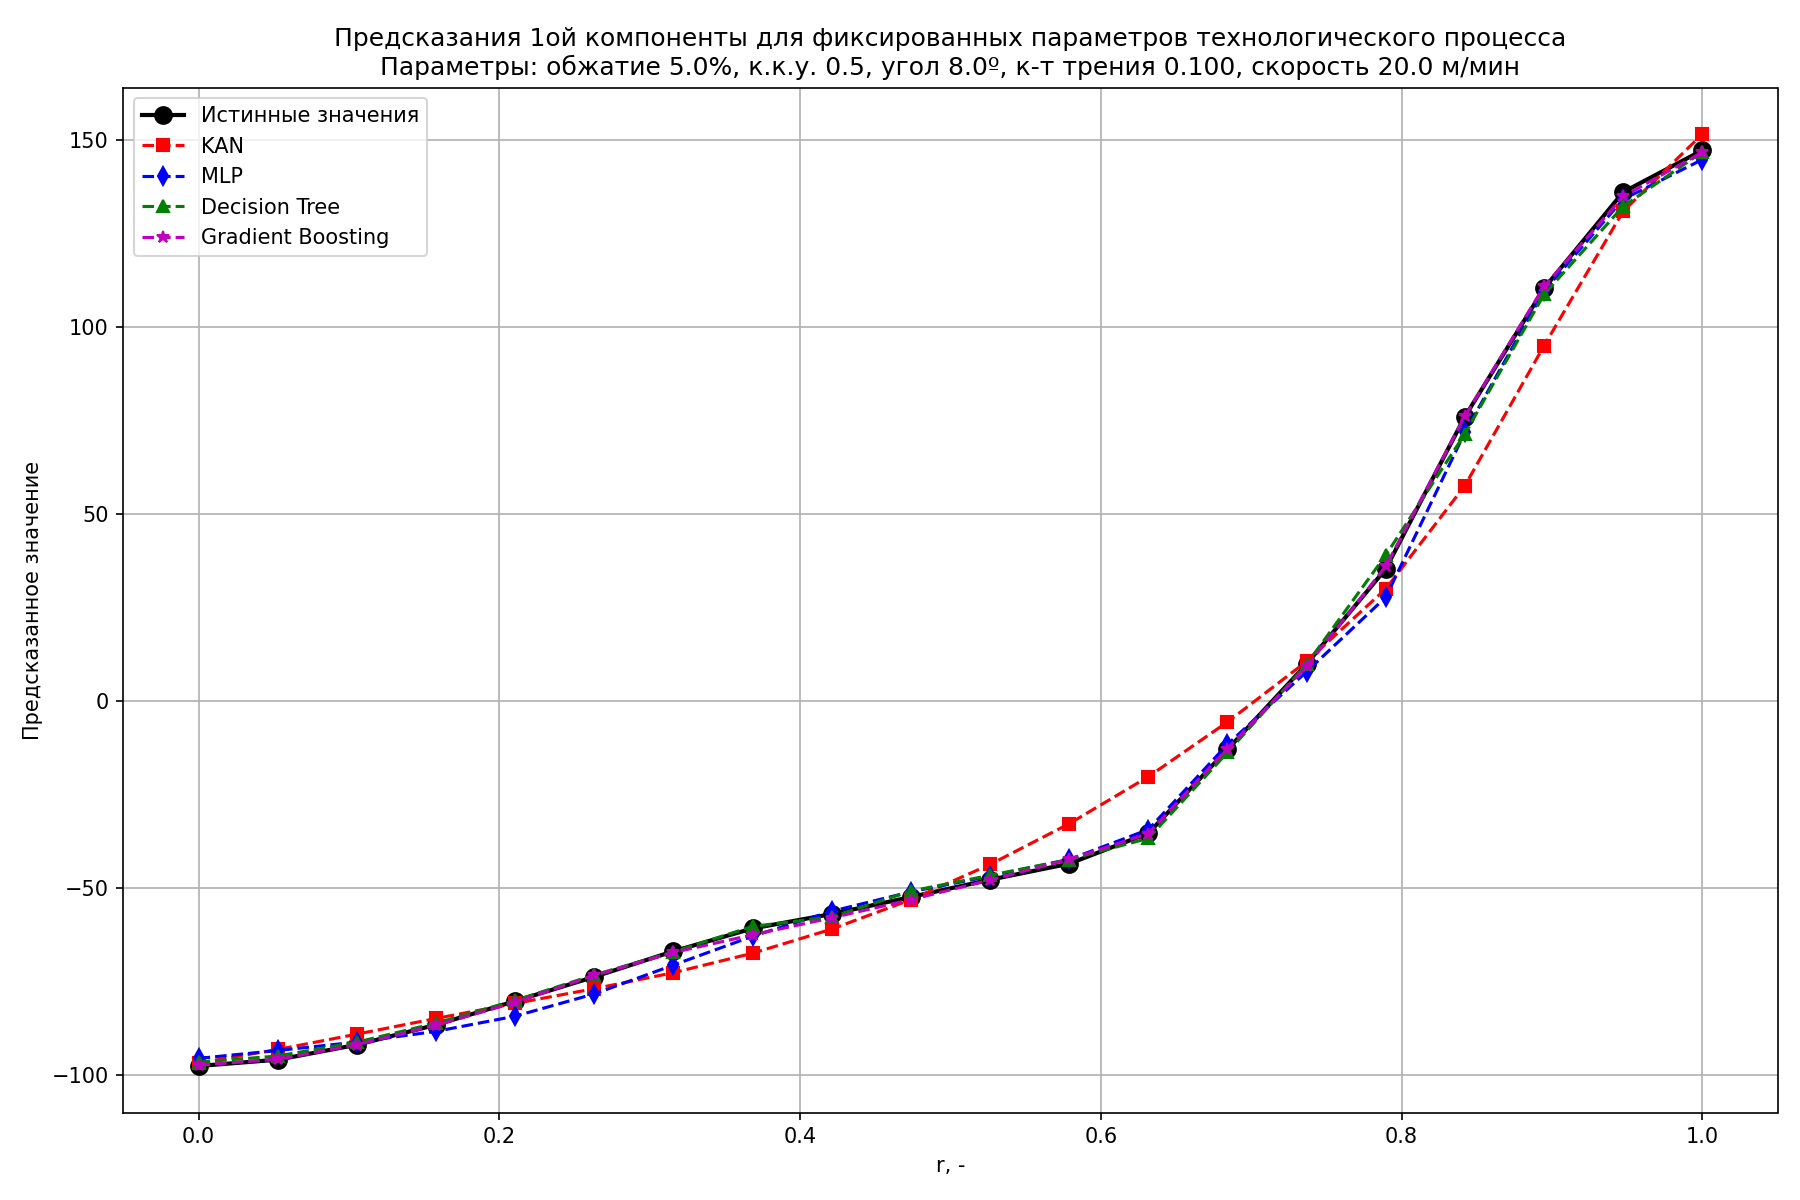 Предсказания 1ой компоненты для фиксированных параметров технологического процесса
Параметры: обжатие 5.0%, к.к.у. 0.5, угол 8.0º, к-т трения 0.100, скорость 20.0 м/мин
Истинные значения
KAN
MLP
Decision Tree
Gradient Boosting
Предсказанное значение
150
100
50
0
−50
−100
0.0
0.2
0.4
0.6
0.8
1.0
r, -